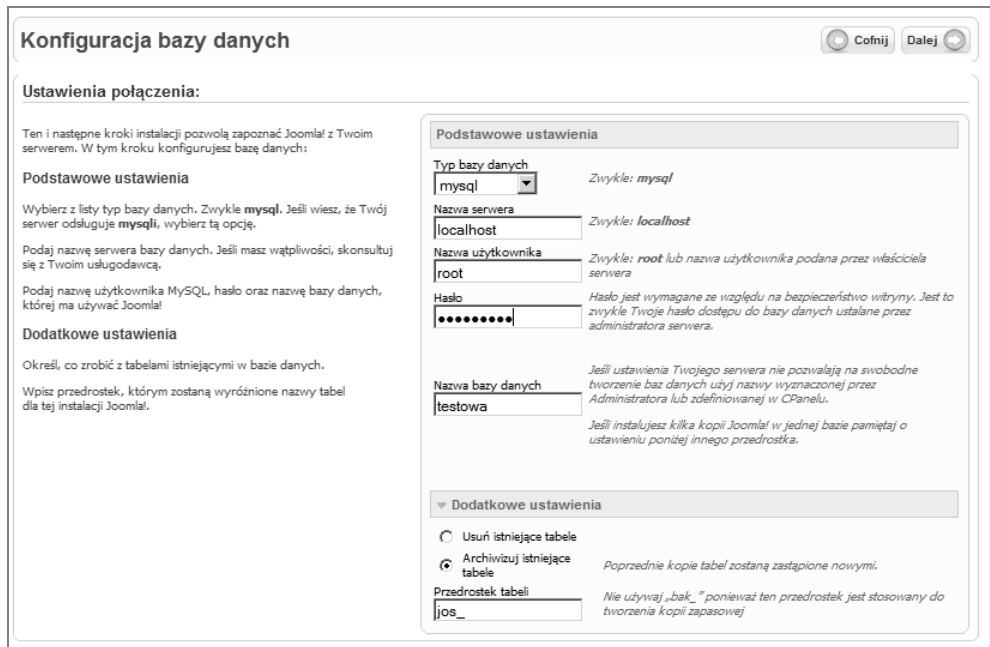 Konfiguracja bazy danych
Cofnij
Dalej
Ustawienia połączenia:
Ten i następne kroki instalacji pozwolą zapoznać Joomla! z Twoim
serwerem. W tym kroku konfigurujesz bazę danych:
Podstawowe ustawienia
Wybierz z listy typ bazy danych. Zwykle mysql. Jeśli wiesz, że Twój
serwer odsługuje mysqli, wybierz tą opcję.
Podaj nazwę serwera bazy danych. Jeśli masz wątpliwości, skonsultuj
się z Twoim usługodawcą.
Podaj nazwę użytkownika MySQL, hasło oraz nazwę bazy danych,
której ma używać Joomla!
Dodatkowe ustawienia
Określ, co zrobić z tabelami istniejącymi w bazie danych.
Wpisz przedrostek, którym zostaną wyróżnione nazwy tabel
dla tej instalacji Joomla!.
Podstawowe ustawienia
Typ bazy danych
mysql
Zwykle: mysql
Nazwa serwera
localhost
Zwykle: localhost
Nazwa użytkownika
root
Zwykle: root lub nazwa użytkownika podana przez właściciela
serwera
Hasło
●●●●●●●●●
Hasło jest wymagane ze względu na bezpieczeństwo witryny. Jest to
zwykle Twoje hasło dostępu do bazy danych ustalane przez
administratora serwera.
Nazwa bazy danych
testowa
Jeśli ustawienia Twojego serwera nie pozwalają na swobodne
tworzenie baz danych użyj nazwy wyznaczonej przez
Administratora lub zdefiniowanej w CPanelu.
Jeśli instalujesz kilka kopii Joomla! w jednej bazie pamiętaj o
ustawieniu poniżej innego przedrostka.
Dodatkowe ustawienia
Usuń istniejące tabele
Archiwizuj istniejące
tabele
Poprzednie kopie tabel zostaną zastąpione nowymi.
Przedrostek tabeli
jos_
Nie używaj „bak_” ponieważ ten przedrostek jest stosowany do
tworzenia kopii zapasowej